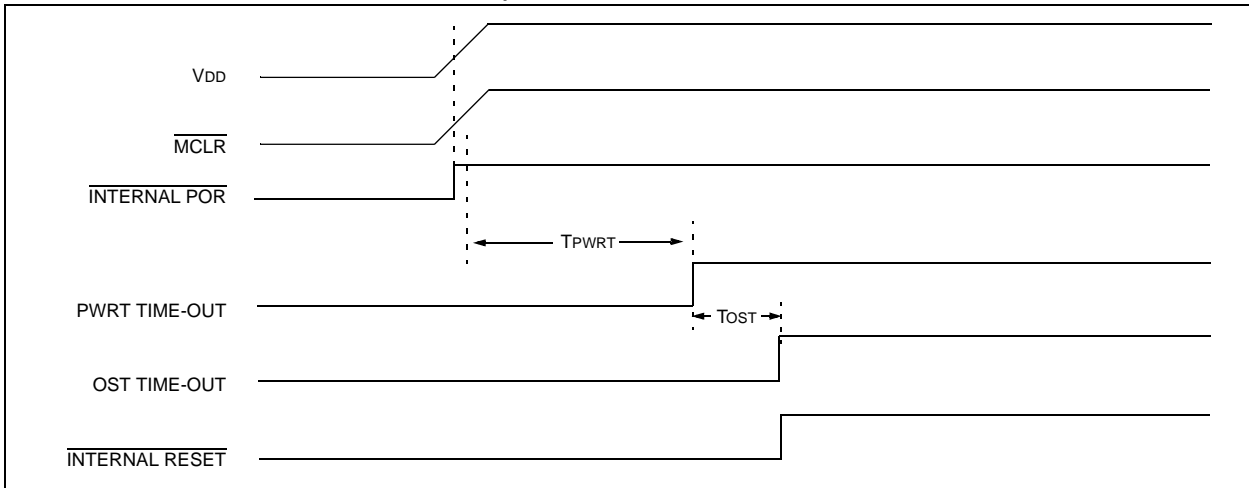 VDD
MCLR
INTERNAL POR
TPWRT
PWRT TIME-OUT
TOST
OST TIME-OUT
INTERNAL RESET